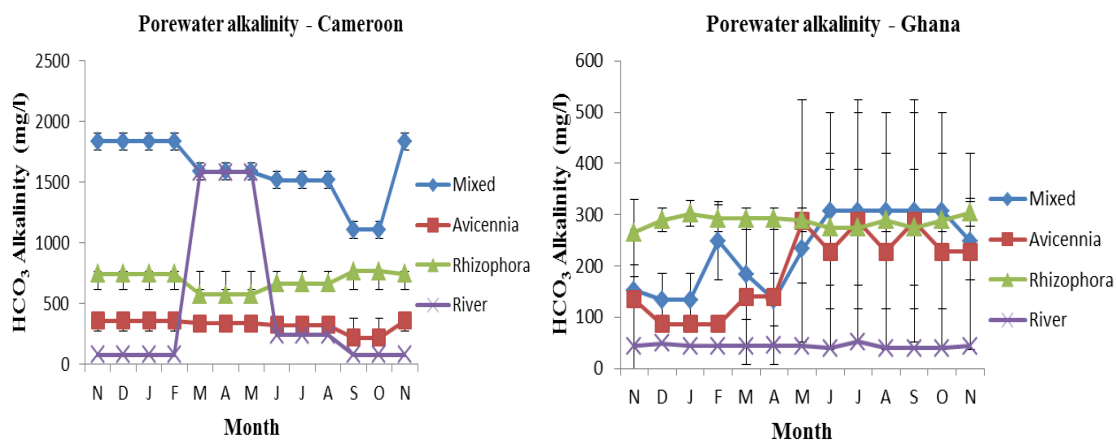 Porewater alkalinity - Cameroon
HCO3 Alkalinity (mg/l)
2500
2000
1500
1000
500
0
N D J F M A M J J A S O N
Month
Mixed
Avicennia
Rhizophora
River
Porewater alkalinity - Ghana
HCO3 Alkalinity (mg/l)
600
500
400
300
200
100
0
N D J F M A M J J A S O N
Month
Mixed
Avicennia
Rhizophora
River